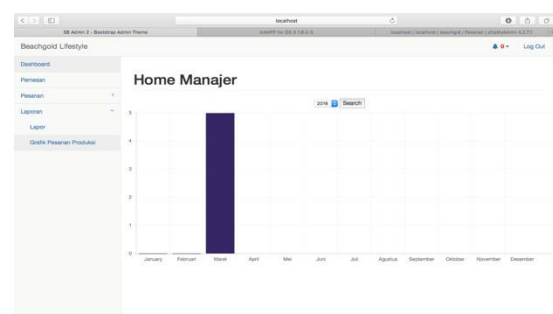 localhost
SB Admin 2 - Bootstrap Admin Theme
XAMPP for OS X 1.8.3-5
Beachgold Lifestyle
0
Log Out
Dashboard
Pemesan
Pesanan
Laporan
Lapor
Grafik Pesanan Produksi
Home Manajer
2016 Search
5
4
3
2
1
0
January Februari Maret April Mei Juni Juli Agustus September Oktober November Desember